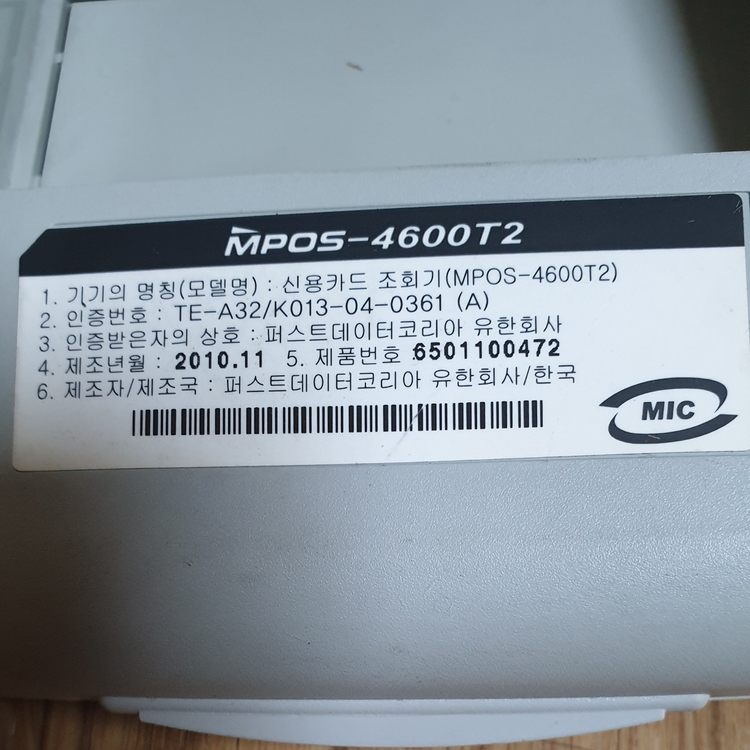 MPOS-4600T2
1. 기기의 명칭(모델명) : 신용카드 조회기(MPOS-4600T2)
2. 인증번호 : TE-A32/K013-04-0361 (A)
3. 인증받은자의 상호 : 퍼스트데이터코리아 유한회사
4. 제조년월 : 2010.11 5. 제품번호 :6501100472
6. 제조자/제조국 : 퍼스트데이터코리아 유한회사/한국
MIC